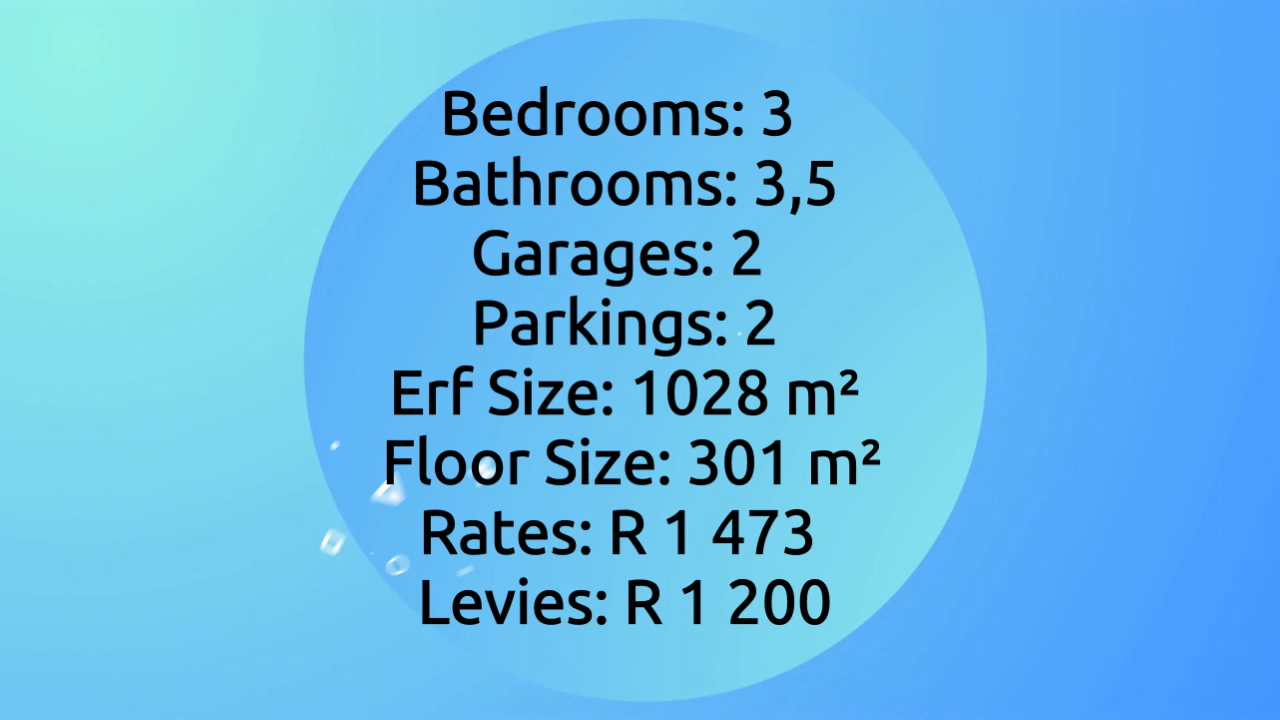 Bedrooms: 3
Bathrooms: 3,5
Garages: 2
Parkings: 2
Erf Size: 1028 m²
Floor Size: 301 m²
Rates: R 1 473
Levies: R 1 200